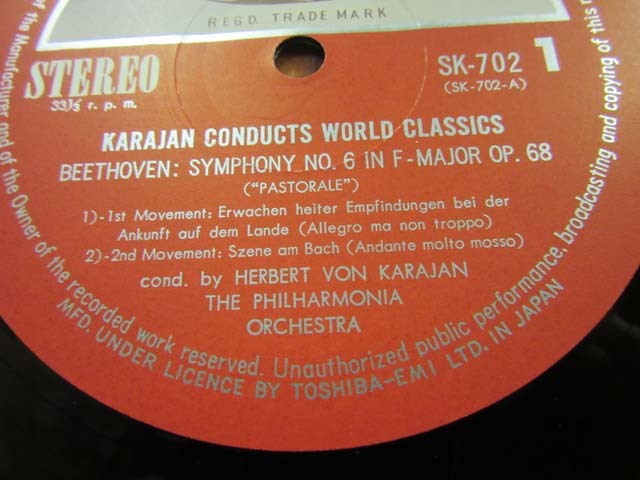 REGD. TRADE MARK
STEREO
33⅓ r. p. m.
SK-702 1
(SK-702-A)
KARAJAN CONDUCTS WORLD CLASSICS
BEETHOVEN: SYMPHONY NO. 6 IN F-MAJOR OP. 68
("PASTORALE")
1)-1st Movement: Erwachen heiter Empfindungen bei der
Ankunft auf dem Lande (Allegro ma non troppo)
2)-2nd Movement: Szene am Bach (Andante molto mosso)
cond. by HERBERT VON KARAJAN
THE PHILHARMONIA
ORCHESTRA
of the Manufacturer and of the Owner of the recorded work reserved. Unauthorized public performance, broadcasting and copying of this r
MFD. UNDER LICENCE BY TOSHIBA-EMI LTD. IN JAPAN